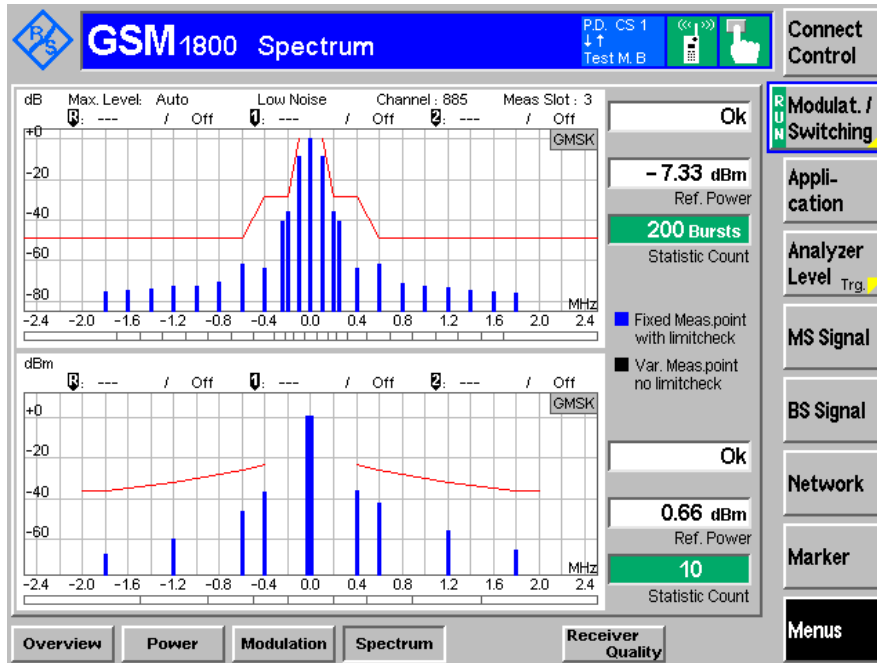 R/S
GSM 1800 Spectrum
P.D. CS 1
↓↑
Test M. B
Connect Control
dB Max. Level: Auto Low Noise Channel : 885 Meas Slot : 3
R: --- / Off 1: --- / Off 2: --- / Off
GMSK
+0
-20
-40
-60
-80
MHz
-2.4 -2.0 -1.6 -1.2 -0.8 -0.4 0.0 0.4 0.8 1.2 1.6 2.0 2.4
Ok
-7.33 dBm
Ref. Power
200 Bursts
Statistic Count
Fixed Meas.point
with limitcheck
Var. Meas.point
no limitcheck
dBm
R: --- / Off 1: --- / Off 2: --- / Off
GMSK
+0
-20
-40
-60
MHz
-2.4 -2.0 -1.6 -1.2 -0.8 -0.4 0.0 0.4 0.8 1.2 1.6 2.0 2.4
Ok
0.66 dBm
Ref. Power
10
Statistic Count
RUN
Modulat. /
Switching
Appli-
cation
Analyzer
Level Trg.
MS Signal
BS Signal
Network
Marker
Menus
Overview Power Modulation Spectrum Receiver
Quality